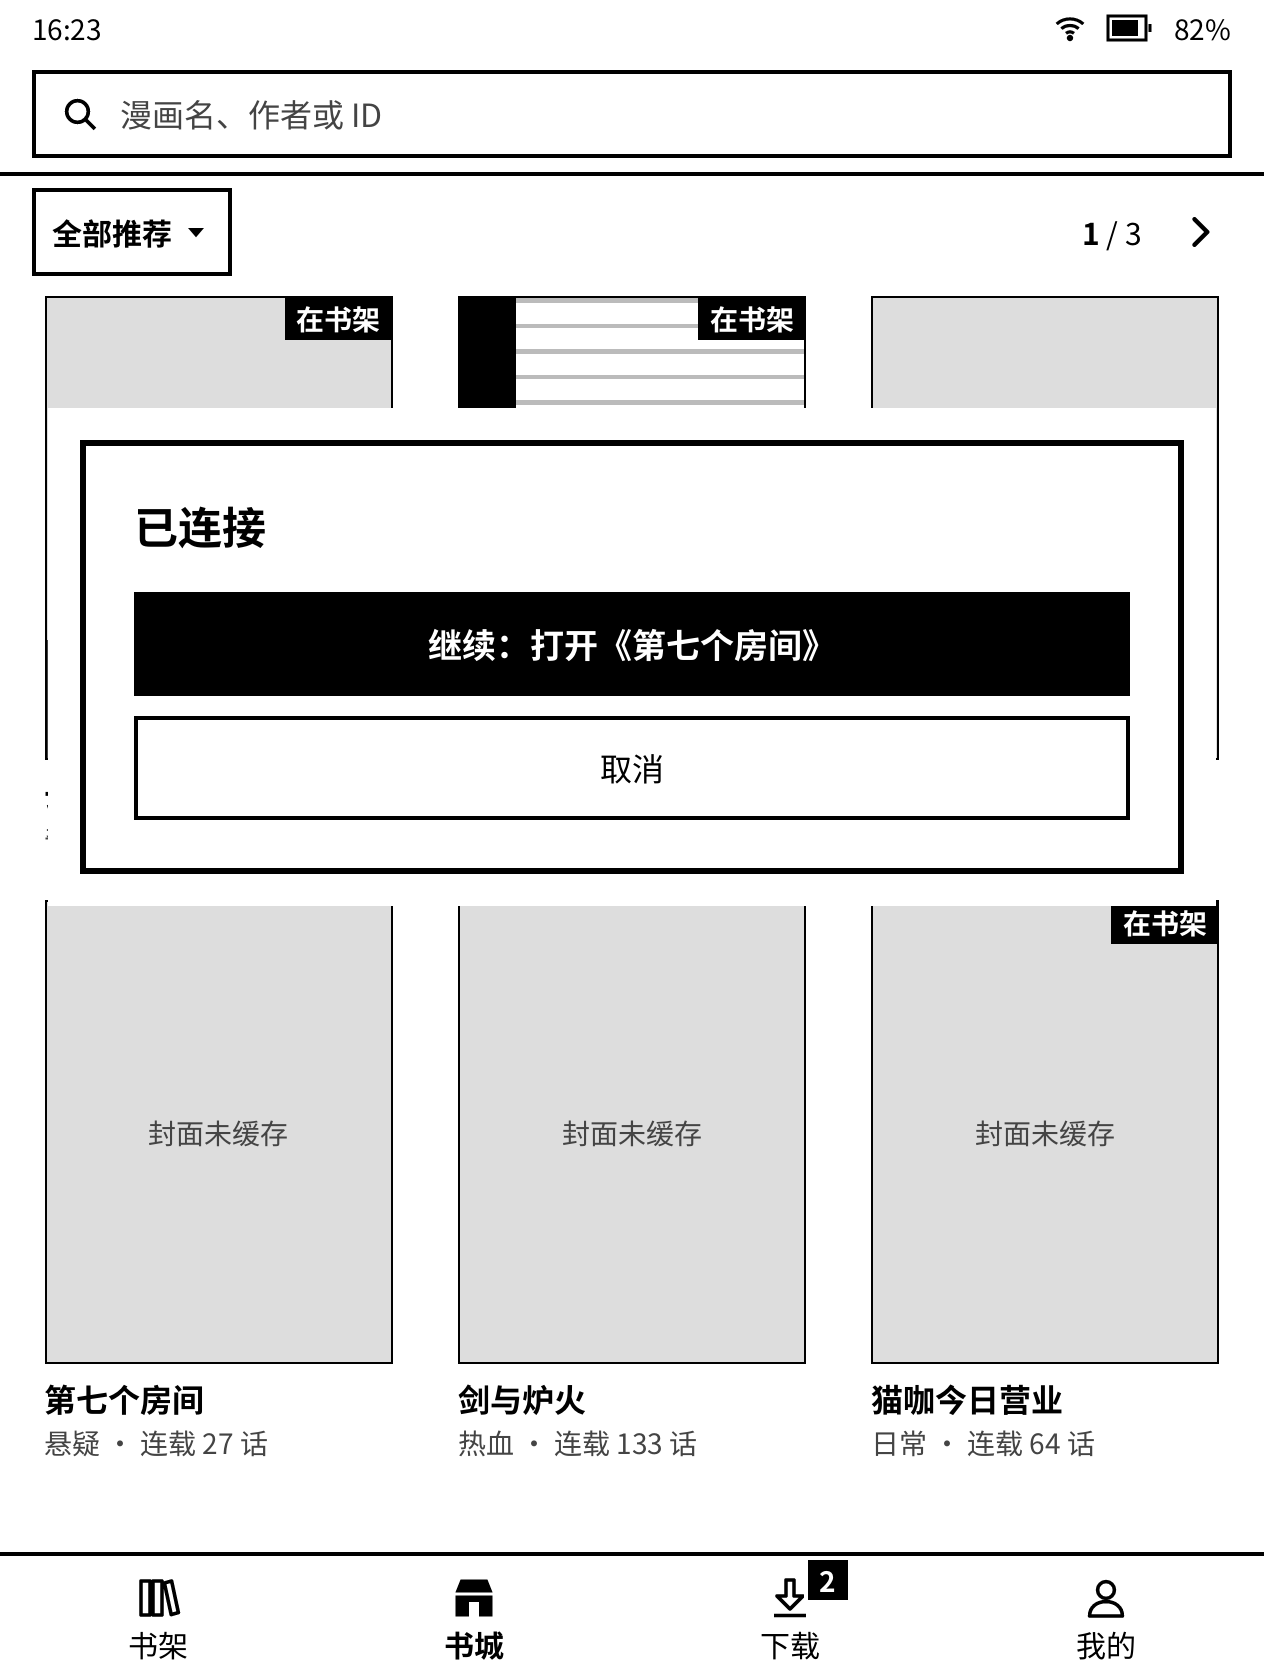 16:23
82%
漫画名、作者或 ID
全部推荐
1 / 3
在书架
在书架
已连接
继续：打开《第七个房间》
取消
在书架
封面未缓存
封面未缓存
封面未缓存
第七个房间
剑与炉火
猫咖今日营业
悬疑 · 连载 27 话
热血 · 连载 133 话
日常 · 连载 64 话
2
书架
书城
下载
我的